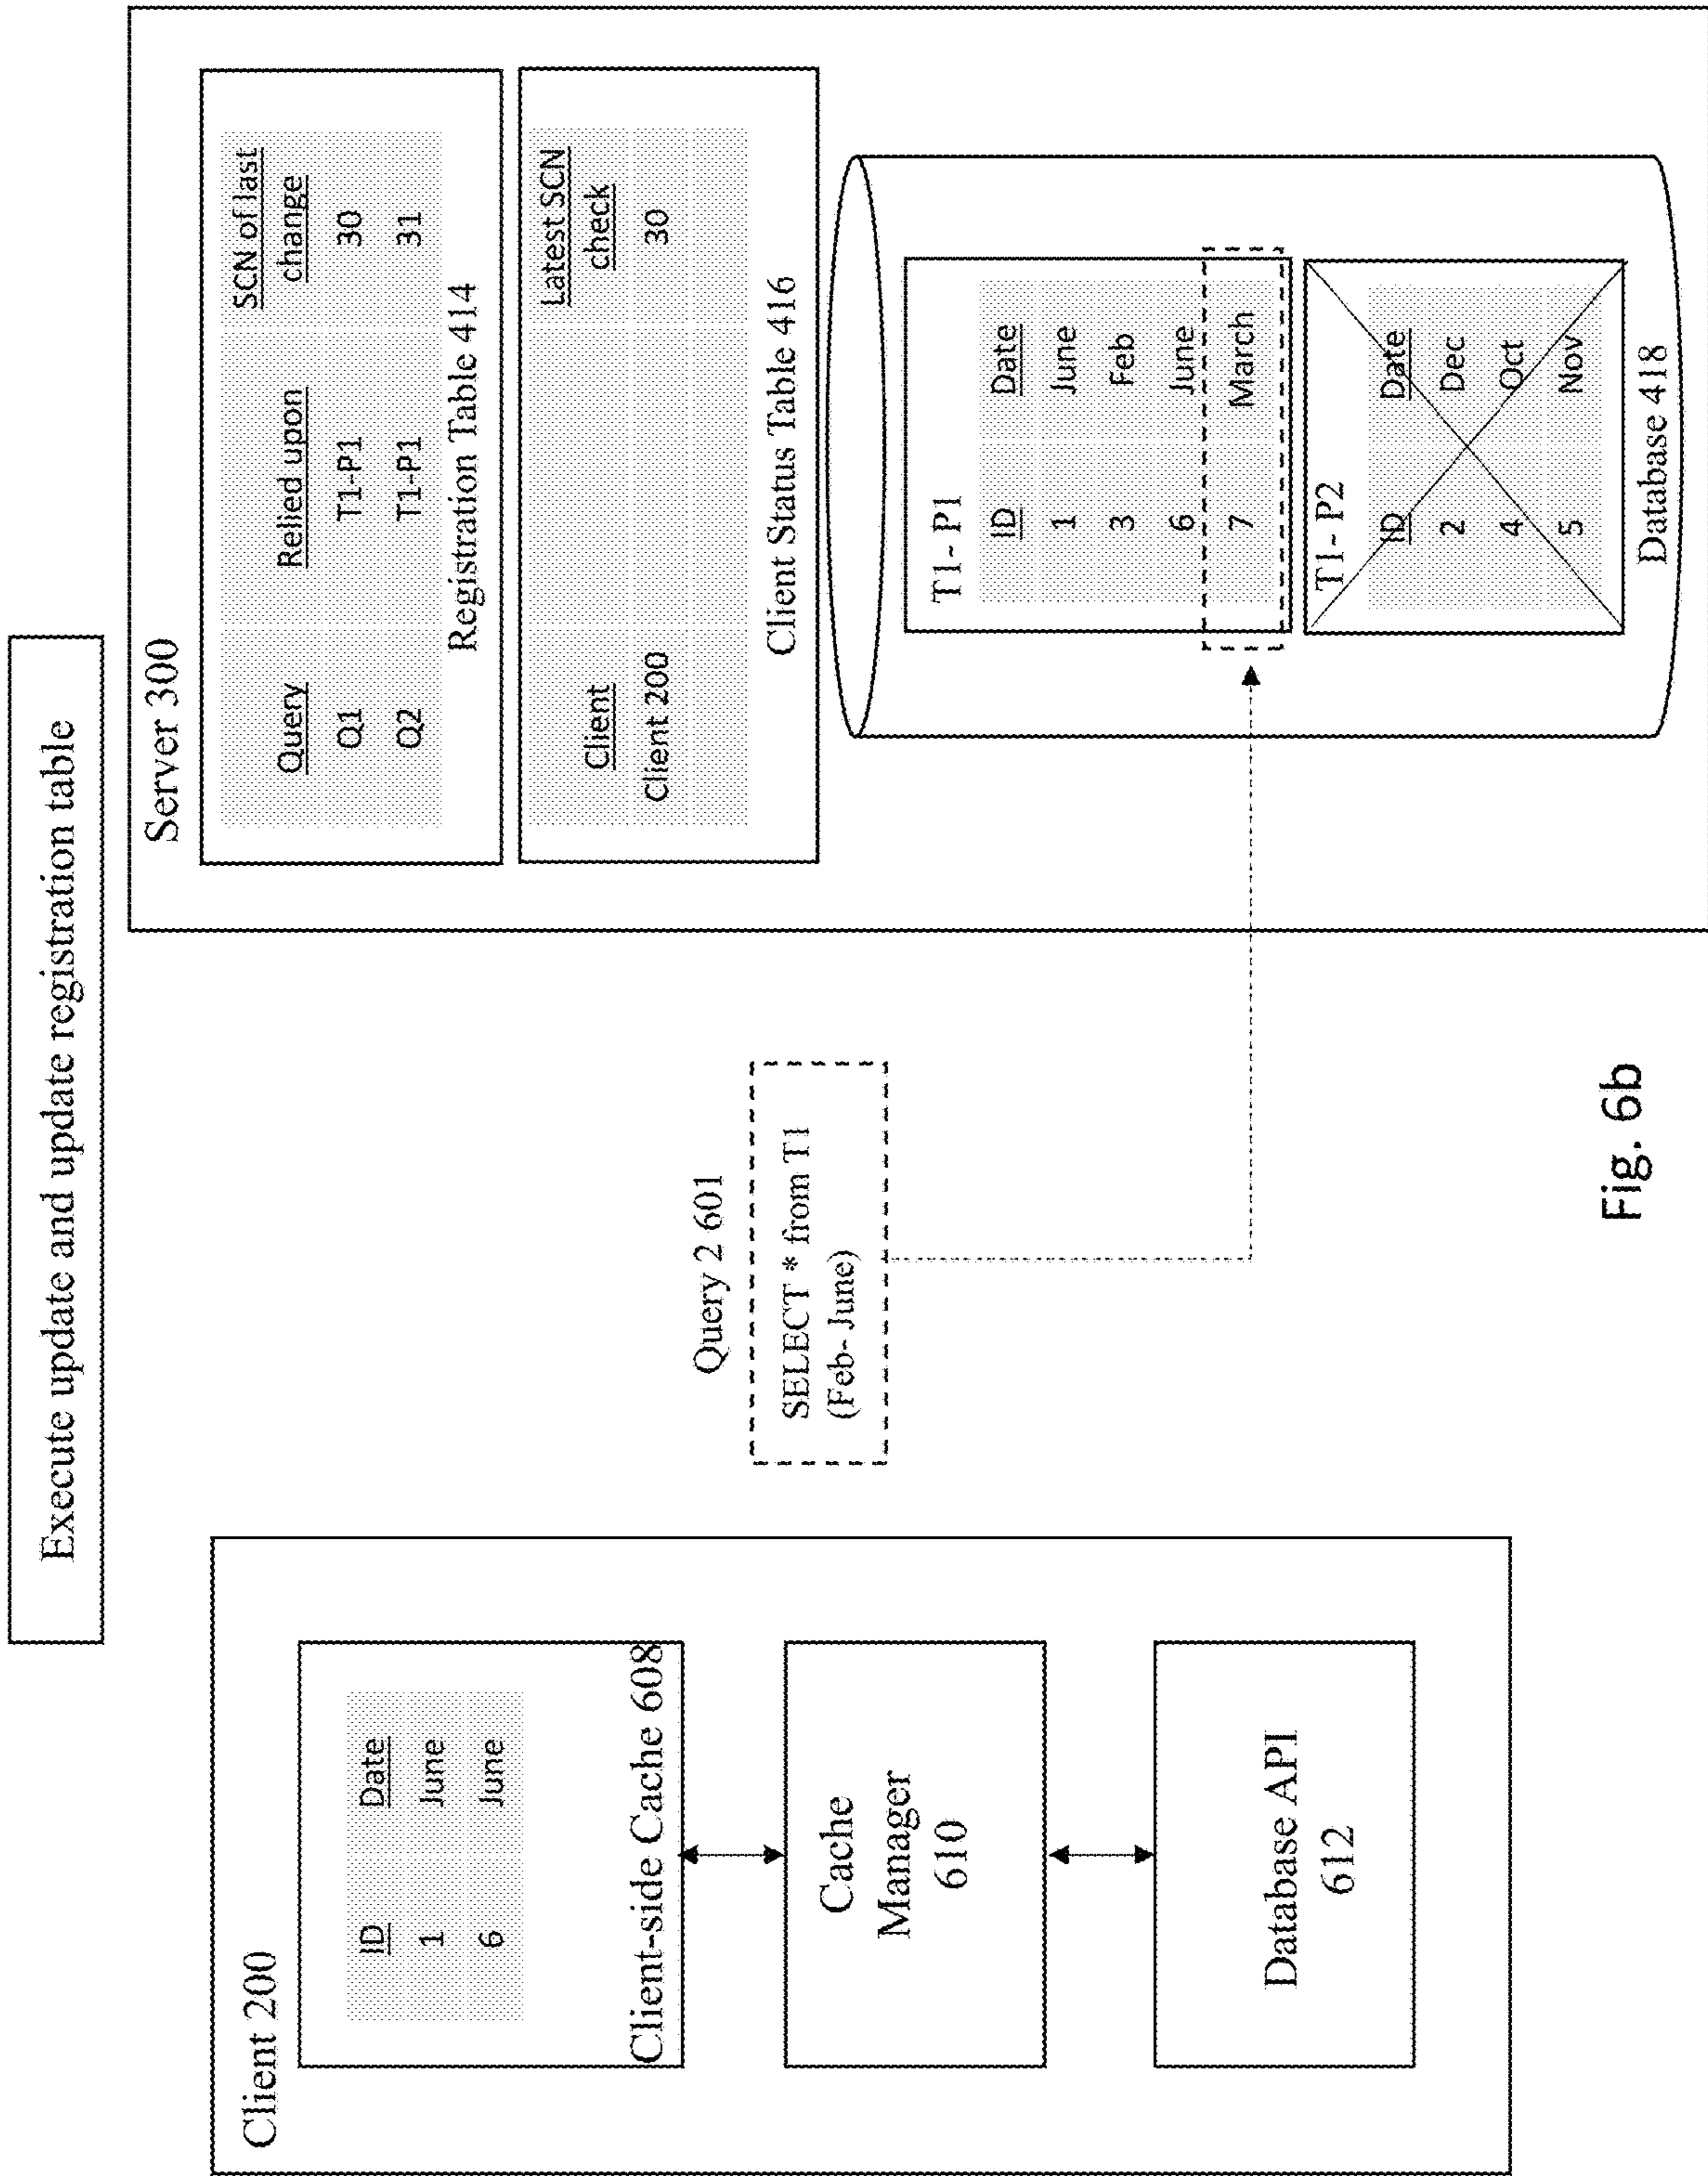 Execute update and update registration table
Client 200
ID Date
1 June
6 June
Client-side Cache 608
Cache
Manager
610
Database API
612
Query 2 601
SELECT * from T1
(Feb- June)
Server 300
Query Relied upon SCN of last
change
Q1 T1-P1 30
Q2 T1-P1 31
Registration Table 414
Client Latest SCN
check
Client 200 30
Client Status Table 416
T1- P1
ID Date
1 June
3 Feb
6 June
7 March
T1- P2
ID Date
2 Dec
4 Oct
5 Nov
Database 418
Fig. 6b